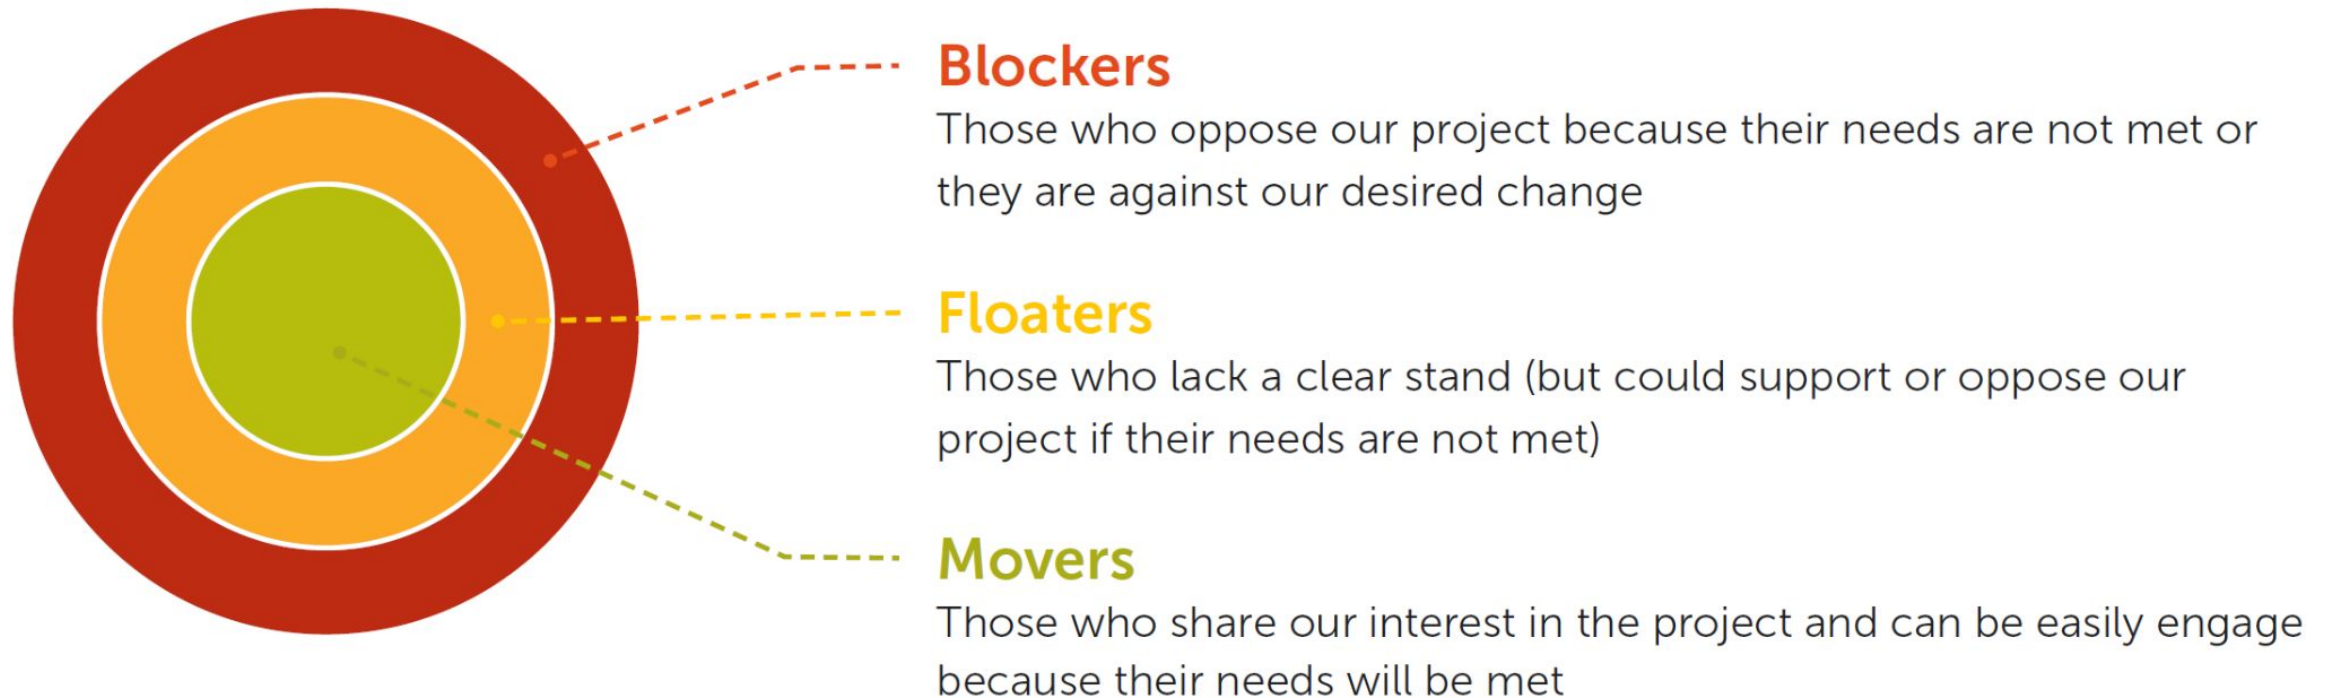 Blockers
Those who oppose our project because their needs are not met or
they are against our desired change
Floaters
Those who lack a clear stand (but could support or oppose our
project if their needs are not met)
Movers
Those who share our interest in the project and can be easily engage
because their needs will be met